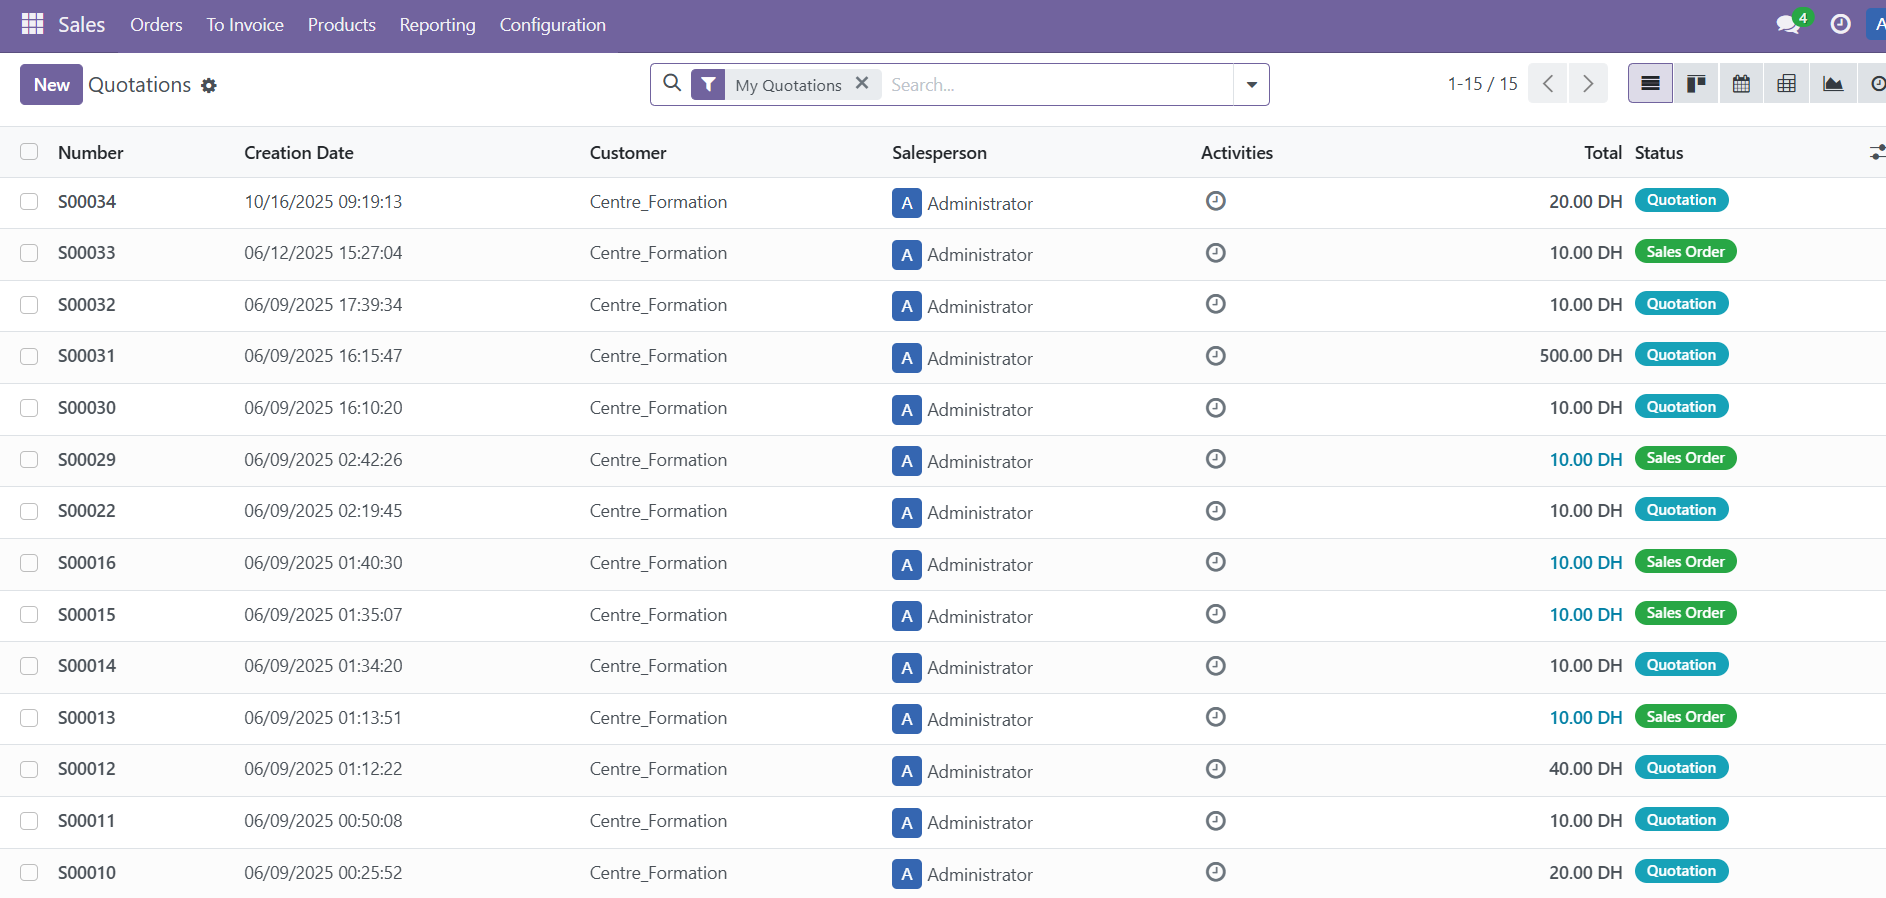 Sales Orders To Invoice Products Reporting Configuration 4 A
New Quotations My Quotations Search... 1-15 / 15
Number Creation Date Customer Salesperson Activities Total Status
S00034 10/16/2025 09:19:13 Centre_Formation A Administrator 20.00 DH Quotation
S00033 06/12/2025 15:27:04 Centre_Formation A Administrator 10.00 DH Sales Order
S00032 06/09/2025 17:39:34 Centre_Formation A Administrator 10.00 DH Quotation
S00031 06/09/2025 16:15:47 Centre_Formation A Administrator 500.00 DH Quotation
S00030 06/09/2025 16:10:20 Centre_Formation A Administrator 10.00 DH Quotation
S00029 06/09/2025 02:42:26 Centre_Formation A Administrator 10.00 DH Sales Order
S00022 06/09/2025 02:19:45 Centre_Formation A Administrator 10.00 DH Quotation
S00016 06/09/2025 01:40:30 Centre_Formation A Administrator 10.00 DH Sales Order
S00015 06/09/2025 01:35:07 Centre_Formation A Administrator 10.00 DH Sales Order
S00014 06/09/2025 01:34:20 Centre_Formation A Administrator 10.00 DH Quotation
S00013 06/09/2025 01:13:51 Centre_Formation A Administrator 10.00 DH Sales Order
S00012 06/09/2025 01:12:22 Centre_Formation A Administrator 40.00 DH Quotation
S00011 06/09/2025 00:50:08 Centre_Formation A Administrator 10.00 DH Quotation
S00010 06/09/2025 00:25:52 Centre_Formation A Administrator 20.00 DH Quotation